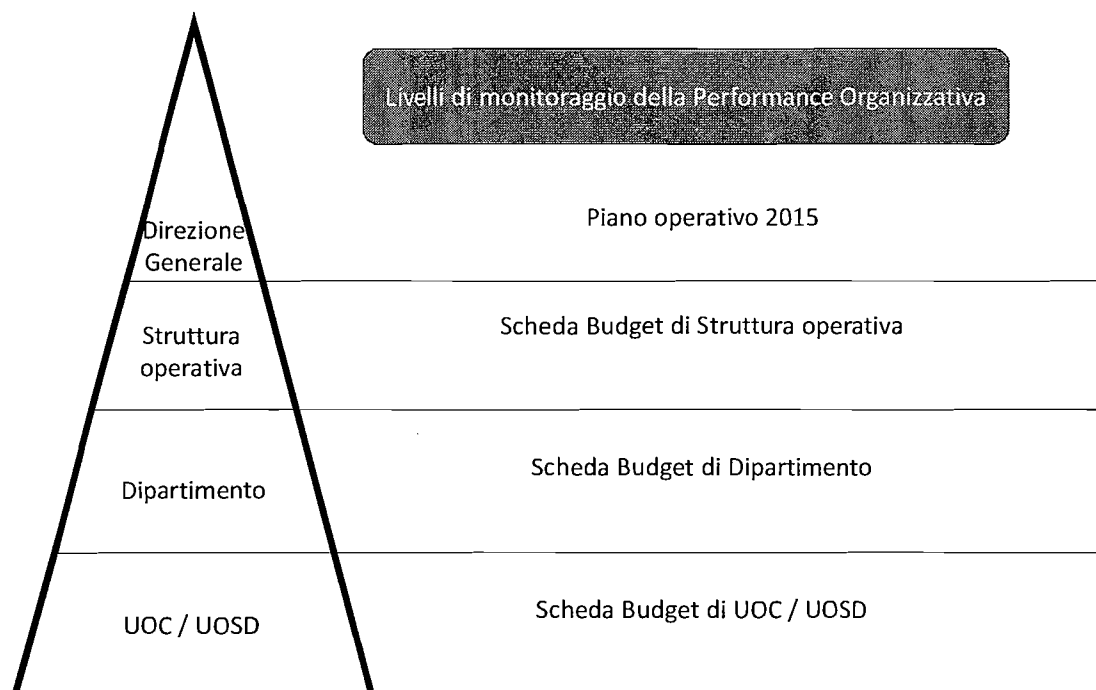 Livelli di monitoraggio della Performance Organizzativa
Direzione
Generale
Piano operativo 2015
Struttura
operativa
Scheda Budget di Struttura operativa
Dipartimento
Scheda Budget di Dipartimento
UOC / UOSD
Scheda Budget di UOC / UOSD